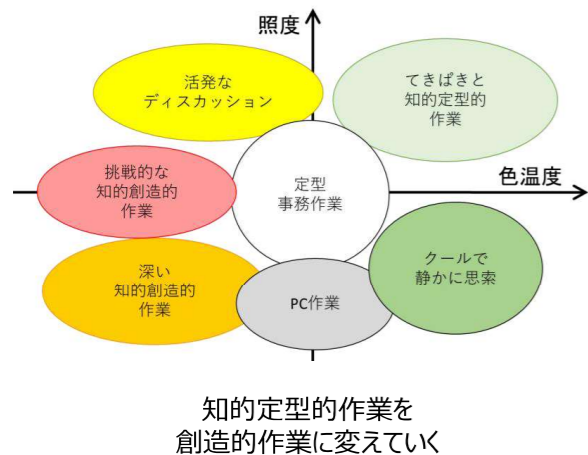 照度
活発な
ディスカッション
てきぱきと
知的定型的
作業
挑戦的な
知的創造的
作業
定型
事務作業
色温度
深い
知的創造的
作業
PC作業
クールで
静かに思索
知的定型的作業を
創造的作業に変えていく